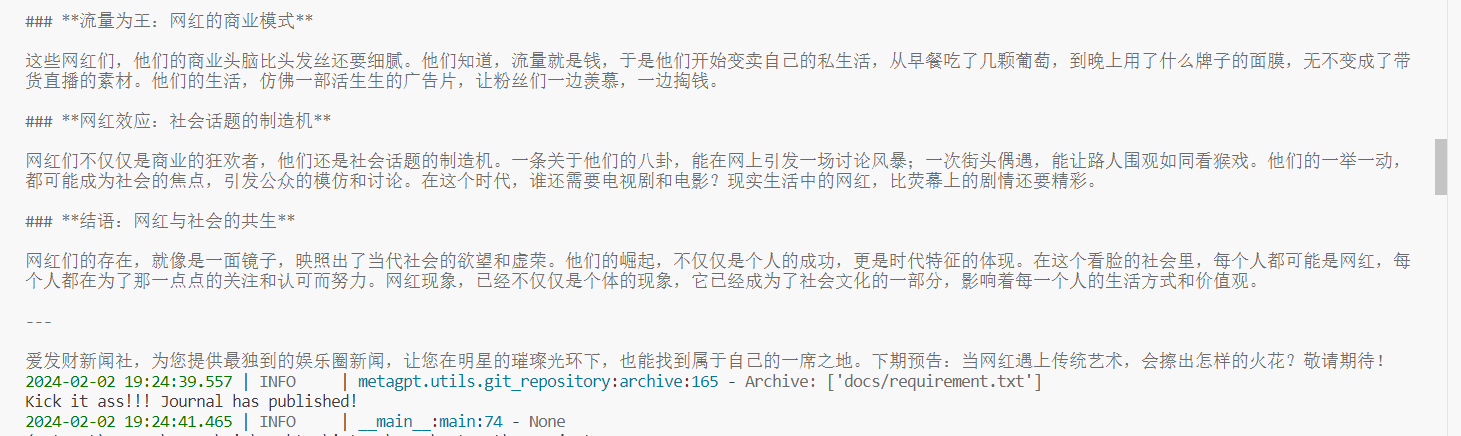 ### **流量为王：网红的商业模式**
这些网红们，他们的商业头脑比头发丝还要细腻。他们知道，流量就是钱，于是他们开始变卖自己的私生活，从早餐吃了几颗葡萄，到晚上用了什么牌子的面膜，无不变成了带
货直播的素材。他们的生活，仿佛一部活生生的广告片，让粉丝们一边羡慕，一边掏钱。
### **网红效应：社会话题的制造机**
网红们不仅仅是商业的狂欢者，他们还是社会话题的制造机。一条关于他们的八卦，能在网上引发一场讨论风暴；一次街头偶遇，能让路人围观如同看猴戏。他们的一举一动，
都可能成为社会的焦点，引发公众的模仿和讨论。在这个时代，谁还需要电视剧和电影？现实生活中的网红，比荧幕上的剧情还要精彩。
### **结语：网红与社会的共生**
网红们的存在，就像是一面镜子，映照出了当代社会的欲望和虚荣。他们的崛起，不仅仅是个人的成功，更是时代特征的体现。在这个看脸的社会里，每个人都可能是网红，每
个人都在为了那一点点的关注和认可而努力。网红现象，已经不仅仅是个体的现象，它已经成为了社会文化的一部分，影响着每一个人的生活方式和价值观。
---
爱发财新闻社，为您提供最独到的娱乐圈新闻，让您在明星的璀璨光环下，也能找到属于自己的一席之地。下期预告：当网红遇上传统艺术，会擦出怎样的火花？敬请期待！
2024-02-02 19:24:39.557 | INFO     | metagpt.utils.git_repository:archive:165 - Archive: ['docs/requirement.txt']
Kick it ass!!! Journal has published!
2024-02-02 19:24:41.465 | INFO     | __main__:main:74 - None